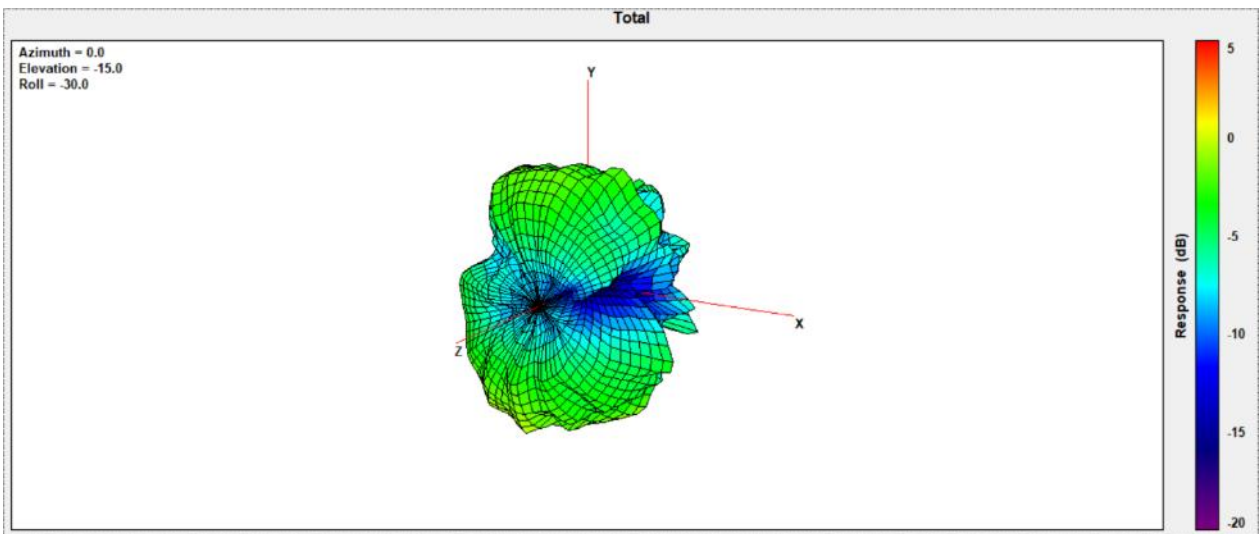 Total
Azimuth = 0.0
Elevation = -15.0
Roll = -30.0
Y
X
Z
5
0
-5
-10
-15
-20
Response (dB)